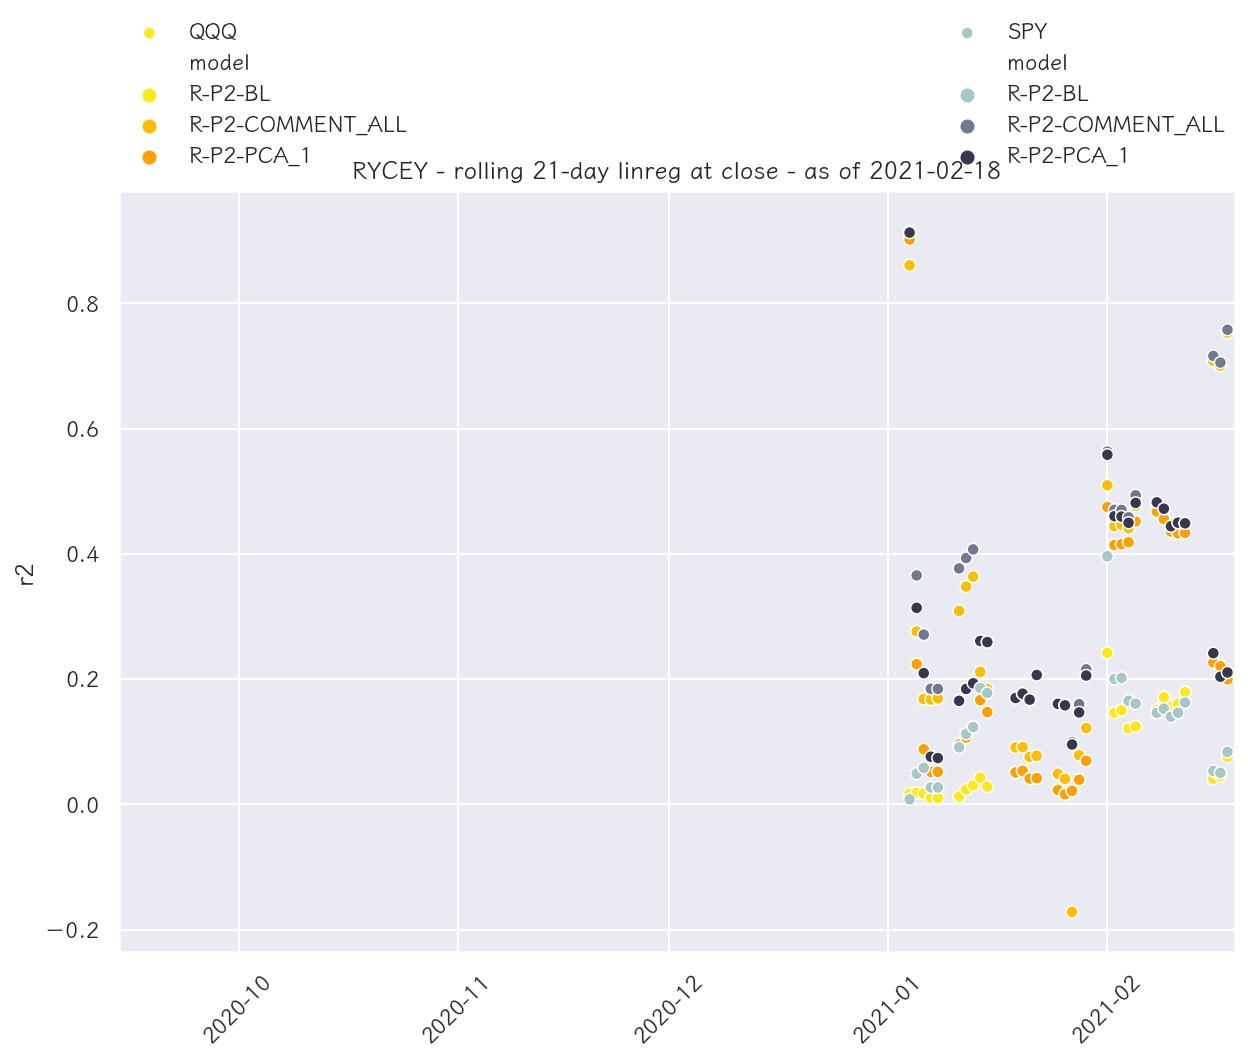 QQQ
model
R-P2-BL
R-P2-COMMENT_ALL
R-P2-PCA_1
SPY
model
R-P2-BL
R-P2-COMMENT_ALL
R-P2-PCA_1
RYCEY - rolling 21-day linreg at close - as of 2021-02-18
0.8
0.6
0.4
0.2
0.0
−0.2
r2
2020-10
2020-11
2020-12
2021-01
2021-02